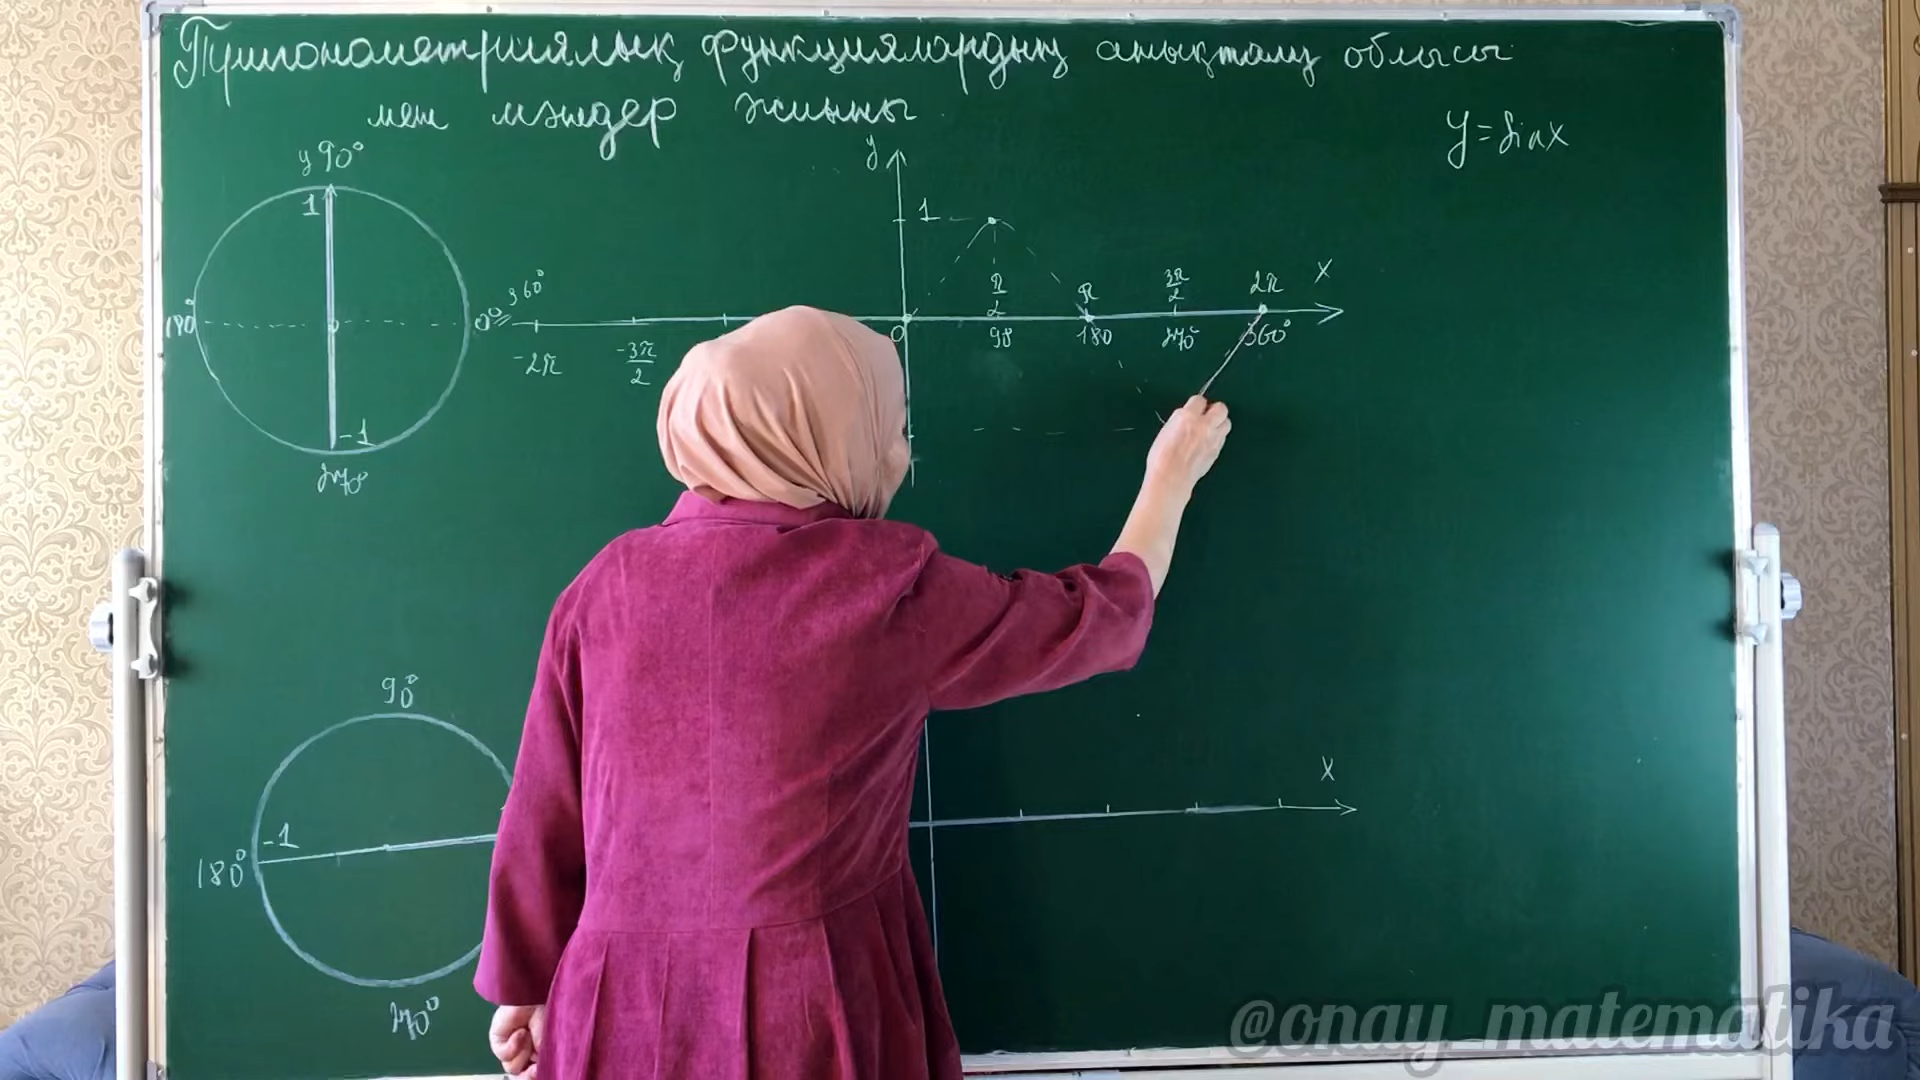 Тригонометриялық функциялардың анықталу облысы
мен мәндер жиыны
y = sin x
y 90°
1
180°
0° 360°
-1
270°
y
1
x
π/2
π
3π/2
2π
0
90
180
270°
360°
-2π
-3π/2
90°
180°
-1
270°
x
@onay_matematika